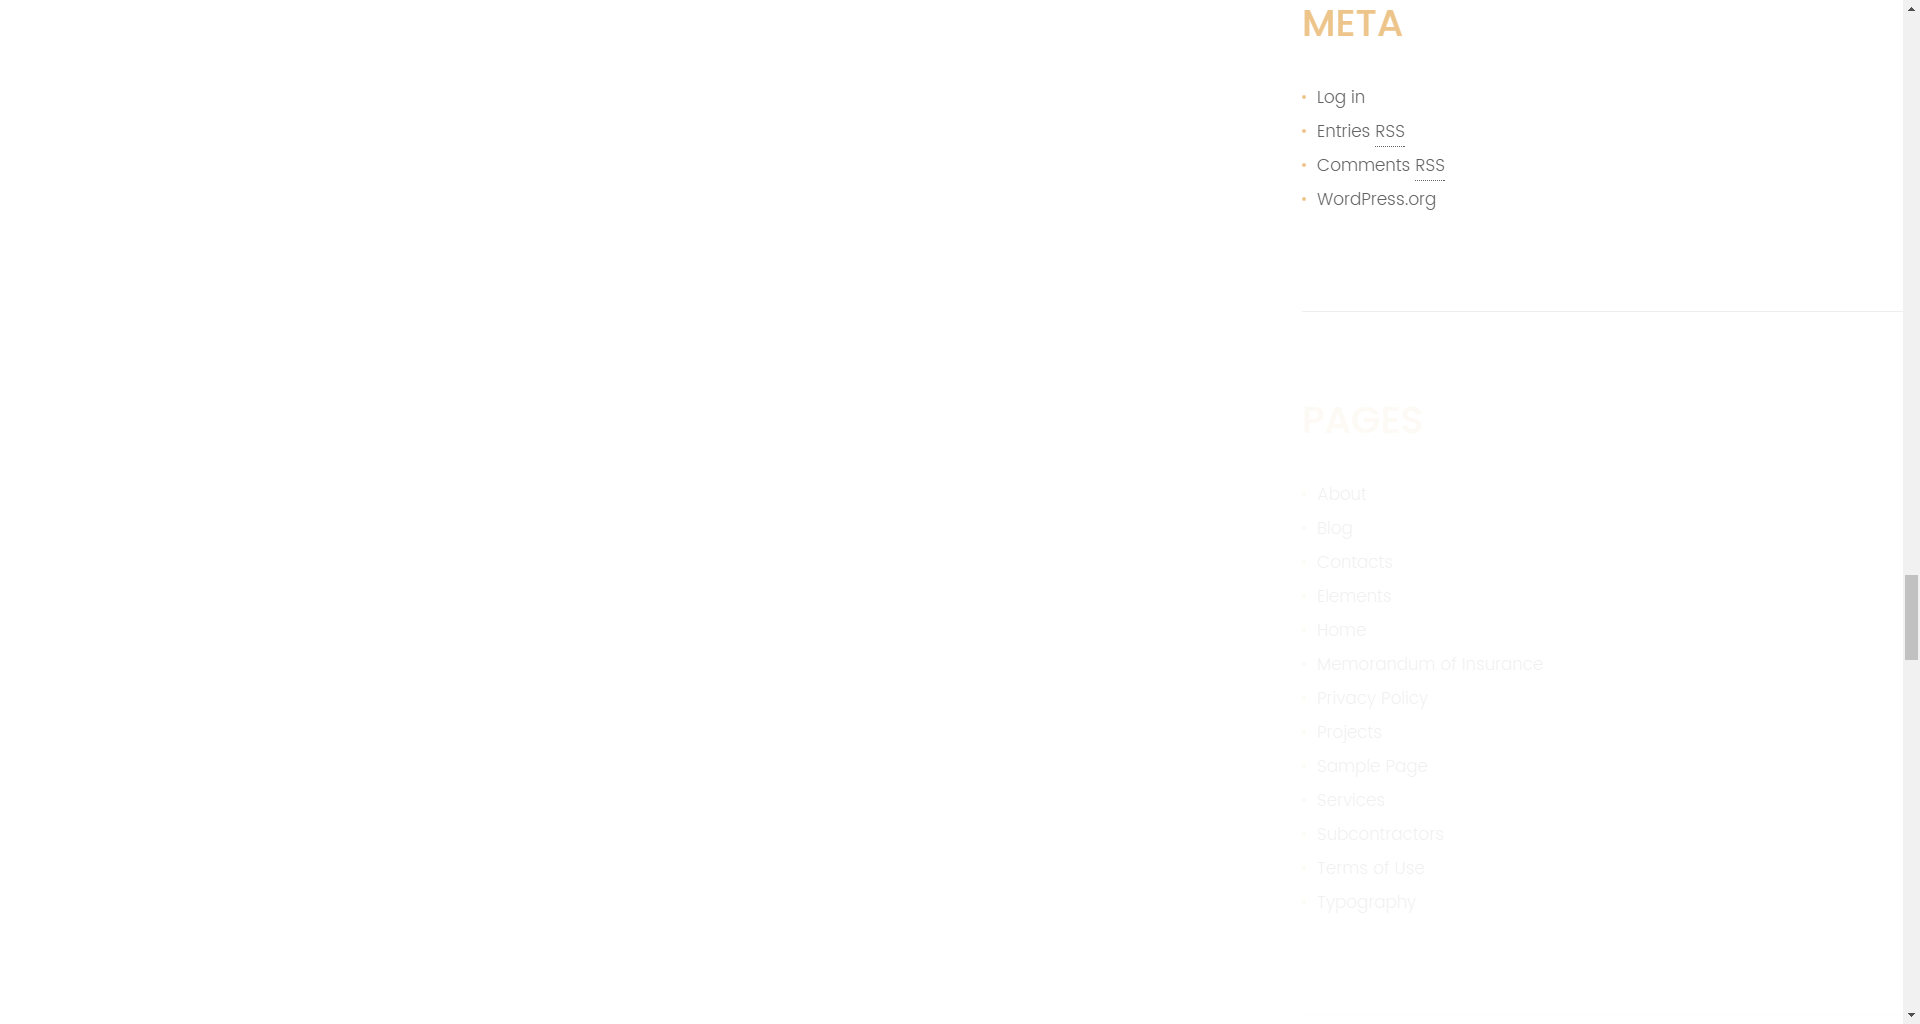 META
Log in
Entries RSS
Comments RSS
WordPress.org
PAGES
About
Blog
Contacts
Elements
Home
Memorandum of Insurance
Privacy Policy
Projects
Sample Page
Services
Subcontractors
Terms of Use
Typography